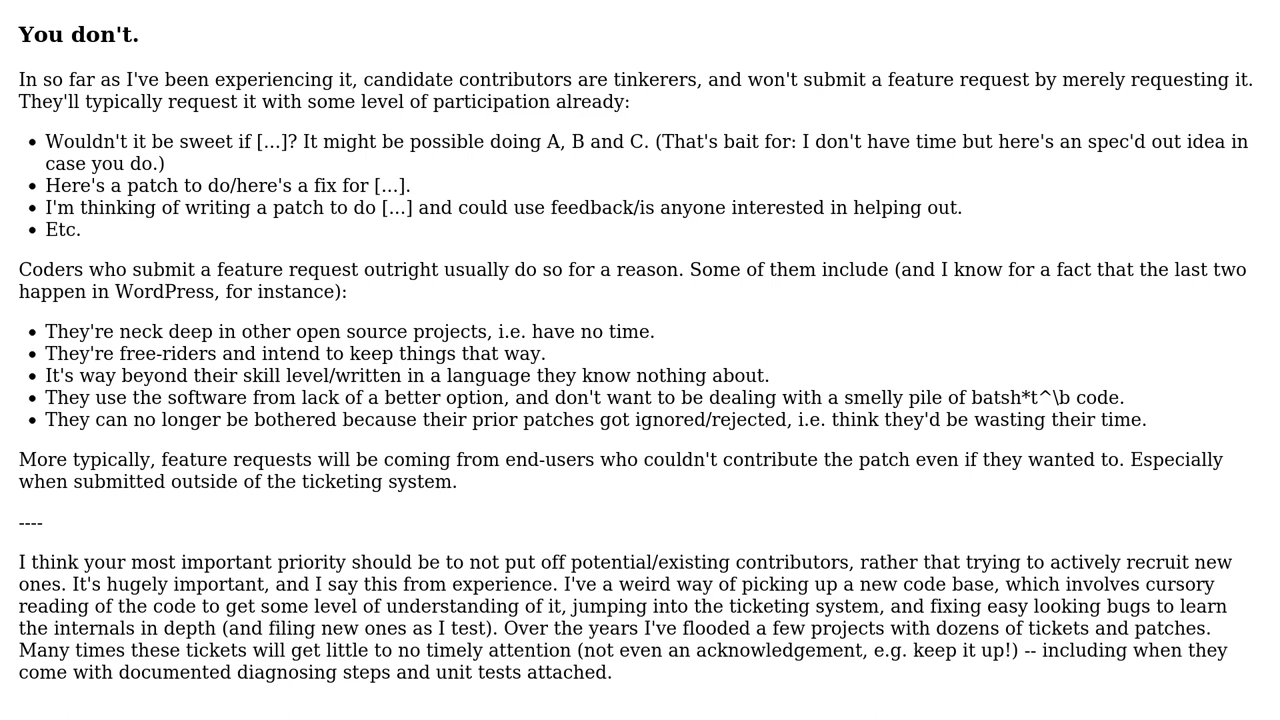 You don't.
In so far as I've been experiencing it, candidate contributors are tinkerers, and won't submit a feature request by merely requesting it.
They'll typically request it with some level of participation already:
• Wouldn't it be sweet if [...]? It might be possible doing A, B and C. (That's bait for: I don't have time but here's an spec'd out idea in
case you do.)
• Here's a patch to do/here's a fix for [...].
• I'm thinking of writing a patch to do [...] and could use feedback/is anyone interested in helping out.
• Etc.
Coders who submit a feature request outright usually do so for a reason. Some of them include (and I know for a fact that the last two
happen in WordPress, for instance):
• They're neck deep in other open source projects, i.e. have no time.
• They're free-riders and intend to keep things that way.
• It's way beyond their skill level/written in a language they know nothing about.
• They use the software from lack of a better option, and don't want to be dealing with a smelly pile of batsh*t^\b code.
• They can no longer be bothered because their prior patches got ignored/rejected, i.e. think they'd be wasting their time.
More typically, feature requests will be coming from end-users who couldn't contribute the patch even if they wanted to. Especially
when submitted outside of the ticketing system.
----
I think your most important priority should be to not put off potential/existing contributors, rather that trying to actively recruit new
ones. It's hugely important, and I say this from experience. I've a weird way of picking up a new code base, which involves cursory
reading of the code to get some level of understanding of it, jumping into the ticketing system, and fixing easy looking bugs to learn
the internals in depth (and filing new ones as I test). Over the years I've flooded a few projects with dozens of tickets and patches.
Many times these tickets will get little to no timely attention (not even an acknowledgement, e.g. keep it up!) -- including when they
come with documented diagnosing steps and unit tests attached.